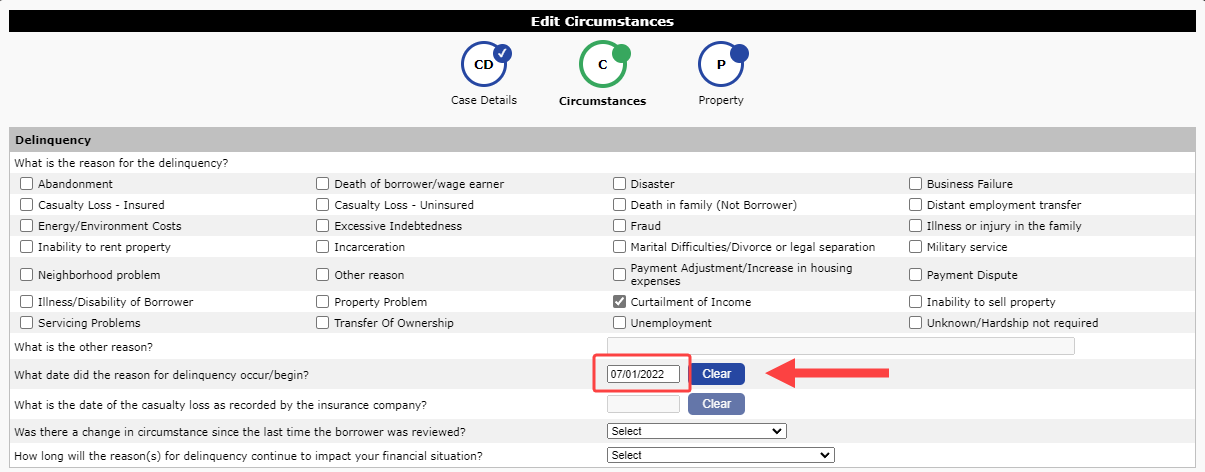 Edit Circumstances
CD C P
Case Details Circumstances Property
Delinquency
What is the reason for the delinquency?
Abandonment Death of borrower/wage earner Disaster Business Failure
Casualty Loss - Insured Casualty Loss - Uninsured Death in family (Not Borrower) Distant employment transfer
Energy/Environment Costs Excessive Indebtedness Fraud Illness or injury in the family
Inability to rent property Incarceration Marital Difficulties/Divorce or legal separation Military service
Neighborhood problem Other reason Payment Adjustment/Increase in housing expenses Payment Dispute
Illness/Disability of Borrower Property Problem Curtailment of Income Inability to sell property
Servicing Problems Transfer Of Ownership Unemployment Unknown/Hardship not required
What is the other reason?
What date did the reason for delinquency occur/begin? 07/01/2022 Clear
What is the date of the casualty loss as recorded by the insurance company? Clear
Was there a change in circumstance since the last time the borrower was reviewed? Select
How long will the reason(s) for delinquency continue to impact your financial situation? Select